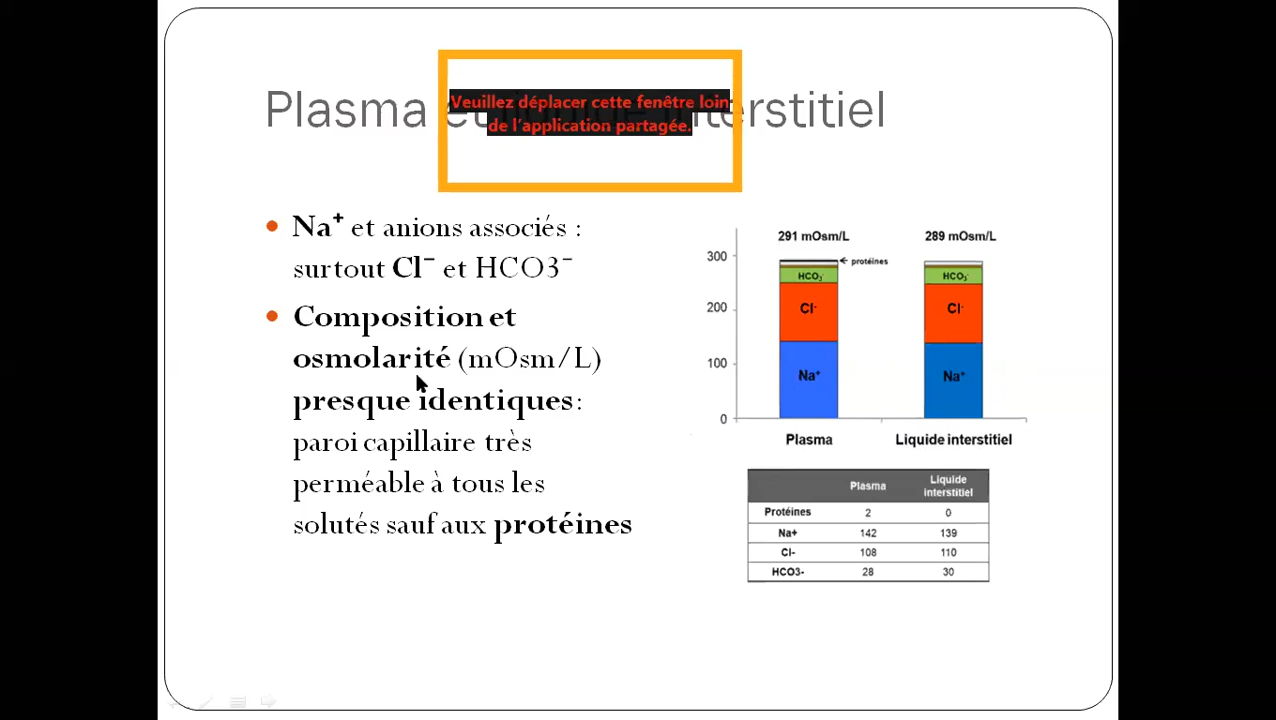 Plasma et liquide interstitiel
Veuillez déplacer cette fenêtre loin
de l'application partagée.
Na⁺ et anions associés :
surtout Cl⁻ et HCO3⁻
Composition et
osmolarité (mOsm/L)
presque identiques:
paroi capillaire très
perméable à tous les
solutés sauf aux protéines
291 mOsm/L
289 mOsm/L
300
200
100
0
← protéines
HCO₃⁻
Cl⁻
Na⁺
HCO₃⁻
Cl⁻
Na⁺
Plasma
Liquide interstitiel
Plasma Liquide
interstitiel
Protéines 2 0
Na+ 142 139
Cl- 108 110
HCO3- 28 30